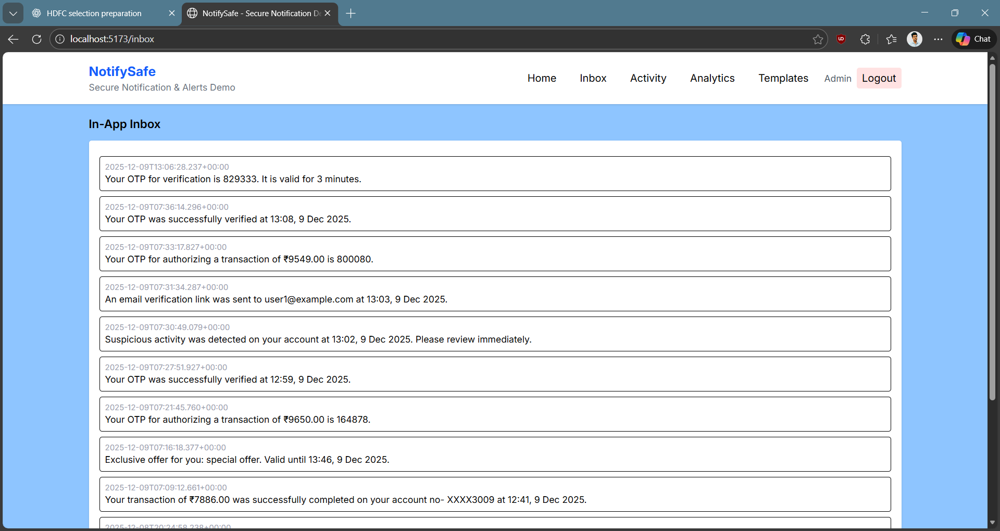 HDFC selection preparation
NotifySafe - Secure Notification De
localhost:5173/inbox
Chat
NotifySafe
Secure Notification & Alerts Demo
Home Inbox Activity Analytics Templates Admin Logout
In-App Inbox
2025-12-09T13:06:28.237+00:00
Your OTP for verification is 829333. It is valid for 3 minutes.
2025-12-09T07:36:14.296+00:00
Your OTP was successfully verified at 13:08, 9 Dec 2025.
2025-12-09T07:33:17.827+00:00
Your OTP for authorizing a transaction of ₹9549.00 is 800080.
2025-12-09T07:31:34.287+00:00
An email verification link was sent to user1@example.com at 13:03, 9 Dec 2025.
2025-12-09T07:30:49.079+00:00
Suspicious activity was detected on your account at 13:02, 9 Dec 2025. Please review immediately.
2025-12-09T07:27:51.927+00:00
Your OTP was successfully verified at 12:59, 9 Dec 2025.
2025-12-09T07:21:45.760+00:00
Your OTP for authorizing a transaction of ₹9650.00 is 164878.
2025-12-09T07:16:18.377+00:00
Exclusive offer for you: special offer. Valid until 13:46, 9 Dec 2025.
2025-12-09T07:09:12.661+00:00
Your transaction of ₹7886.00 was successfully completed on your account no- XXXX3009 at 12:41, 9 Dec 2025.
2025-12-08T20:24:58.238+00:00